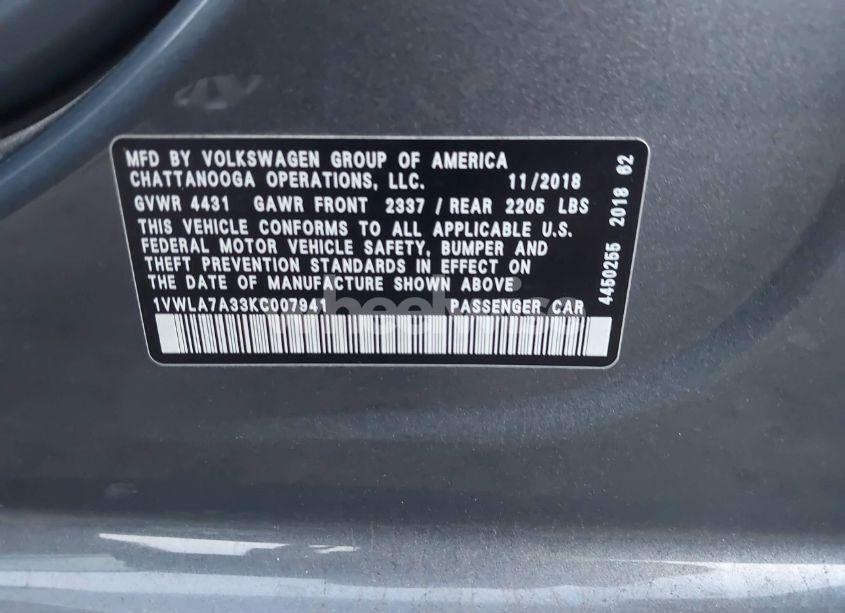 MFD BY VOLKSWAGEN GROUP OF AMERICA
CHATTANOOGA OPERATIONS, LLC. 11/2018
GVWR 4431 GAWR FRONT 2337 / REAR 2205 LBS
THIS VEHICLE CONFORMS TO ALL APPLICABLE U.S.
FEDERAL MOTOR VEHICLE SAFETY, BUMPER AND
THEFT PREVENTION STANDARDS IN EFFECT ON
THE DATE OF MANUFACTURE SHOWN ABOVE
1VWLA7A33KC007941 PASSENGER CAR
4450255 2018 62